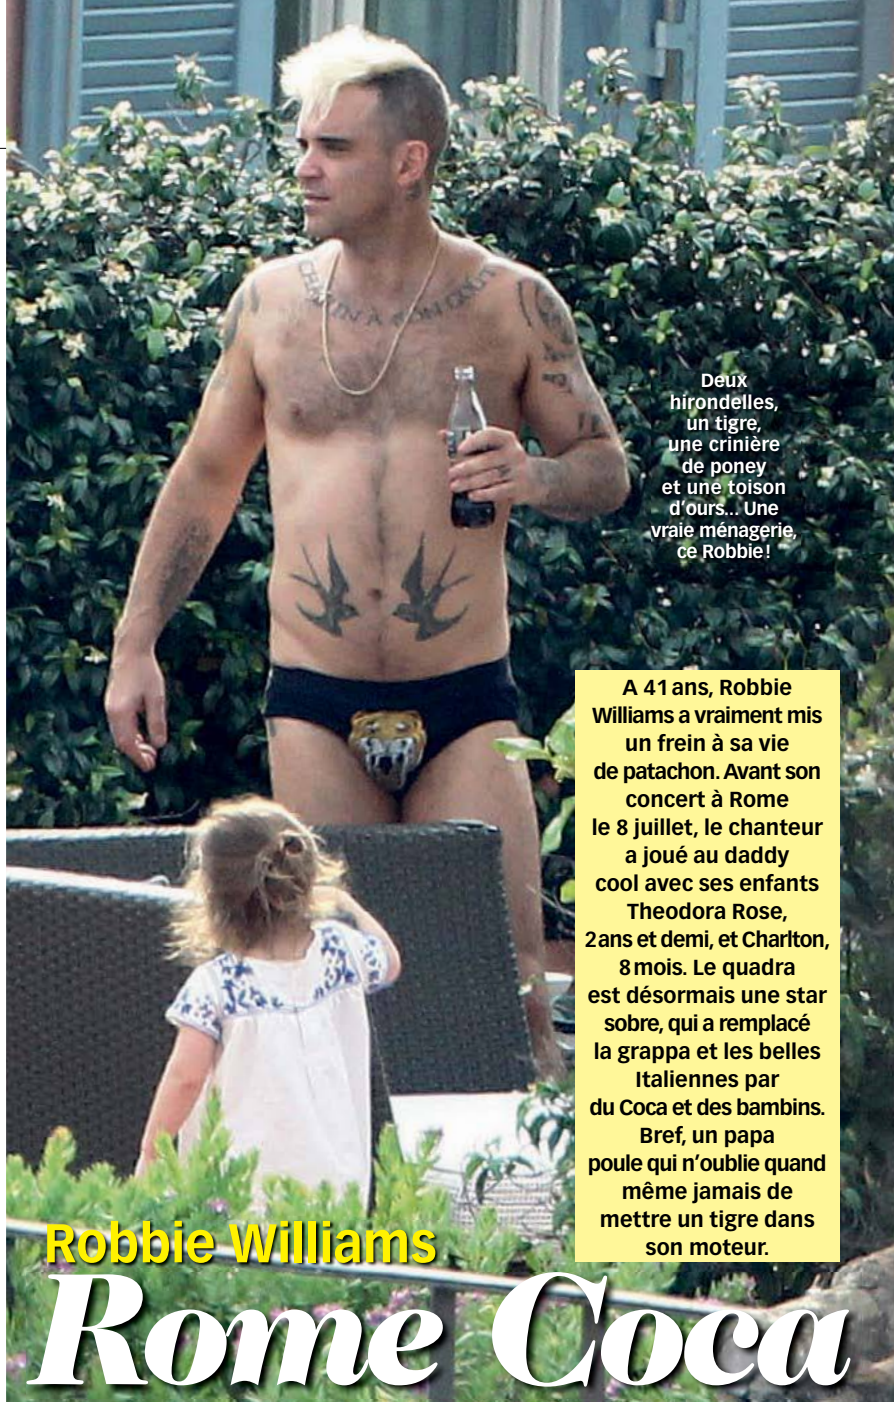 CHACUN À SON GOÛT
Deux
hirondelles,
un tigre,
une crinière
de poney
et une toison
d'ours... Une
vraie ménagerie,
ce Robbie !
A 41 ans, Robbie
Williams a vraiment mis
un frein à sa vie
de patachon. Avant son
concert à Rome
le 8 juillet, le chanteur
a joué au daddy
cool avec ses enfants
Theodora Rose,
2 ans et demi, et Charlton,
8 mois. Le quadra
est désormais une star
sobre, qui a remplacé
la grappa et les belles
Italiennes par
du Coca et des bambins.
Bref, un papa
poule qui n'oublie quand
même jamais de
mettre un tigre dans
son moteur.
Robbie Williams
Rome Coca